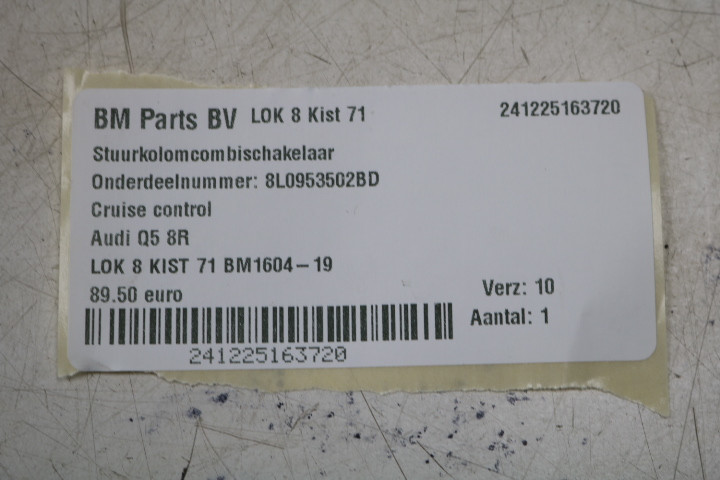 BM Parts BV LOK 8 Kist 71 241225163720
Stuurkolomcombischakelaar
Onderdeelnummer: 8L0953502BD
Cruise control
Audi Q5 8R
LOK 8 KIST 71 BM1604-19
89.50 euro Verz: 10
Aantal: 1
241225163720